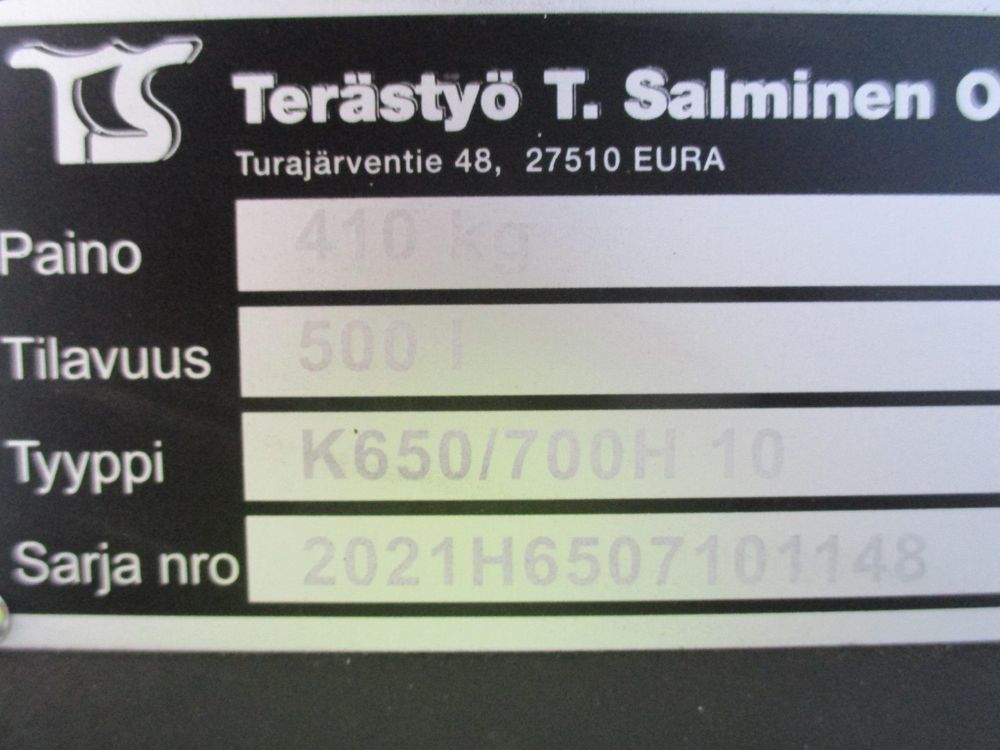 TS
Terästyö T. Salminen O
Turajärventie 48, 27510 EURA
Paino 410 kg
Tilavuus 500 l
Tyyppi K650/700H 10
Sarja nro 2021H6507101148